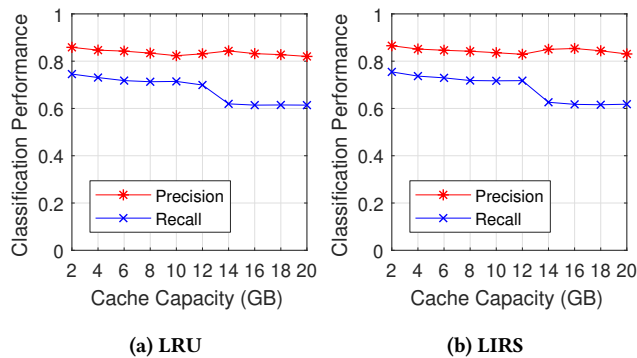 1
0.8
0.6
0.4
0.2
0
Classification Performance
Precision
Recall
2 4 6 8 10 12 14 16 18 20
Cache Capacity (GB)
(a) LRU
1
0.8
0.6
0.4
0.2
0
Classification Performance
Precision
Recall
2 4 6 8 10 12 14 16 18 20
Cache Capacity (GB)
(b) LIRS